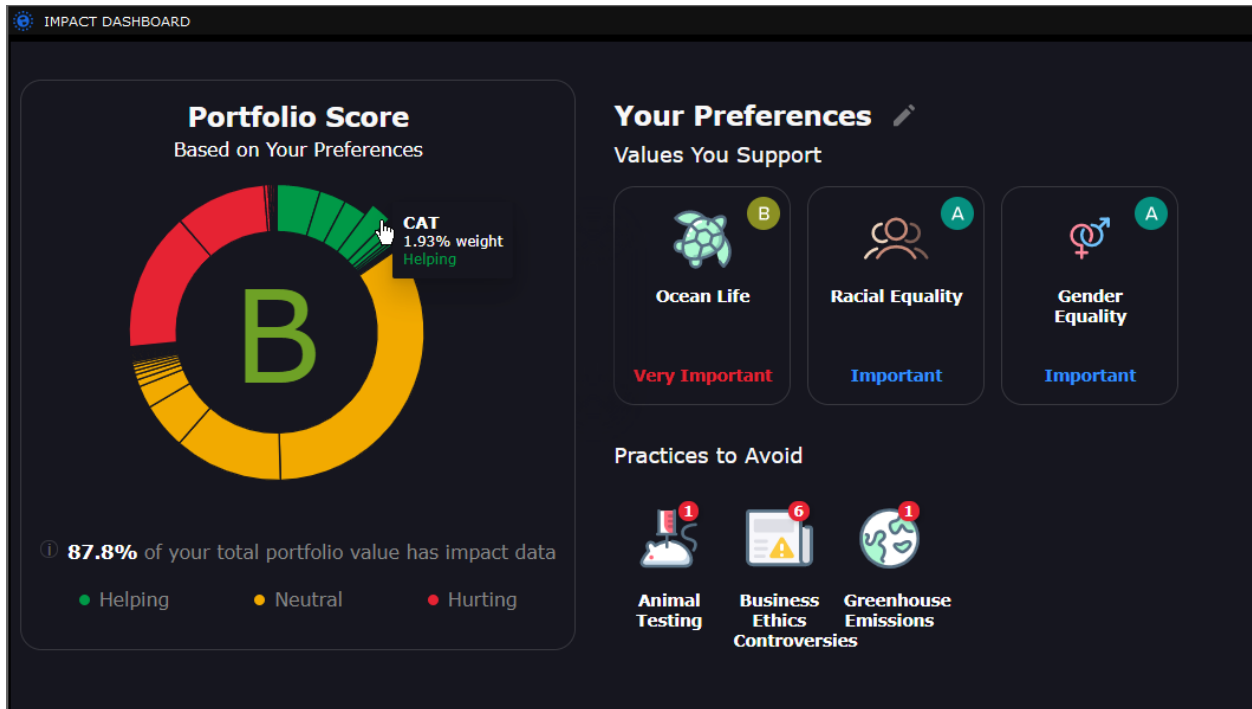 IMPACT DASHBOARD
Portfolio Score
Based on Your Preferences
CAT
1.93% weight
Helping
B
ⓘ 87.8% of your total portfolio value has impact data
Helping
Neutral
Hurting
Your Preferences
Values You Support
B
Ocean Life
Very Important
A
Racial Equality
Important
A
Gender
Equality
Important
Practices to Avoid
1
Animal
Testing
6
Business
Ethics
Controversies
1
Greenhouse
Emissions